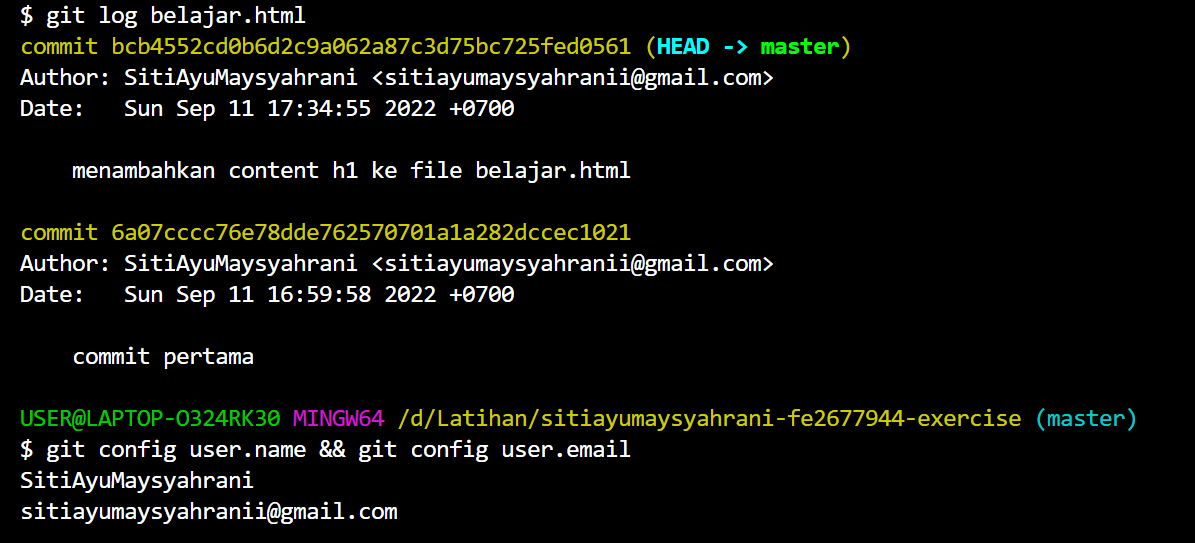 $ git log belajar.html
commit bcb4552cd0b6d2c9a062a87c3d75bc725fed0561 (HEAD -> master)
Author: SitiAyuMaysyahrani <sitiayumaysyahranii@gmail.com>
Date:   Sun Sep 11 17:34:55 2022 +0700
    menambahkan content h1 ke file belajar.html
commit 6a07cccc76e78dde762570701a1a282dccec1021
Author: SitiAyuMaysyahrani <sitiayumaysyahranii@gmail.com>
Date:   Sun Sep 11 16:59:58 2022 +0700
    commit pertama
USER@LAPTOP-O324RK30 MINGW64 /d/Latihan/sitiayumaysyahrani-fe2677944-exercise (master)
$ git config user.name && git config user.email
SitiAyuMaysyahrani
sitiayumaysyahranii@gmail.com